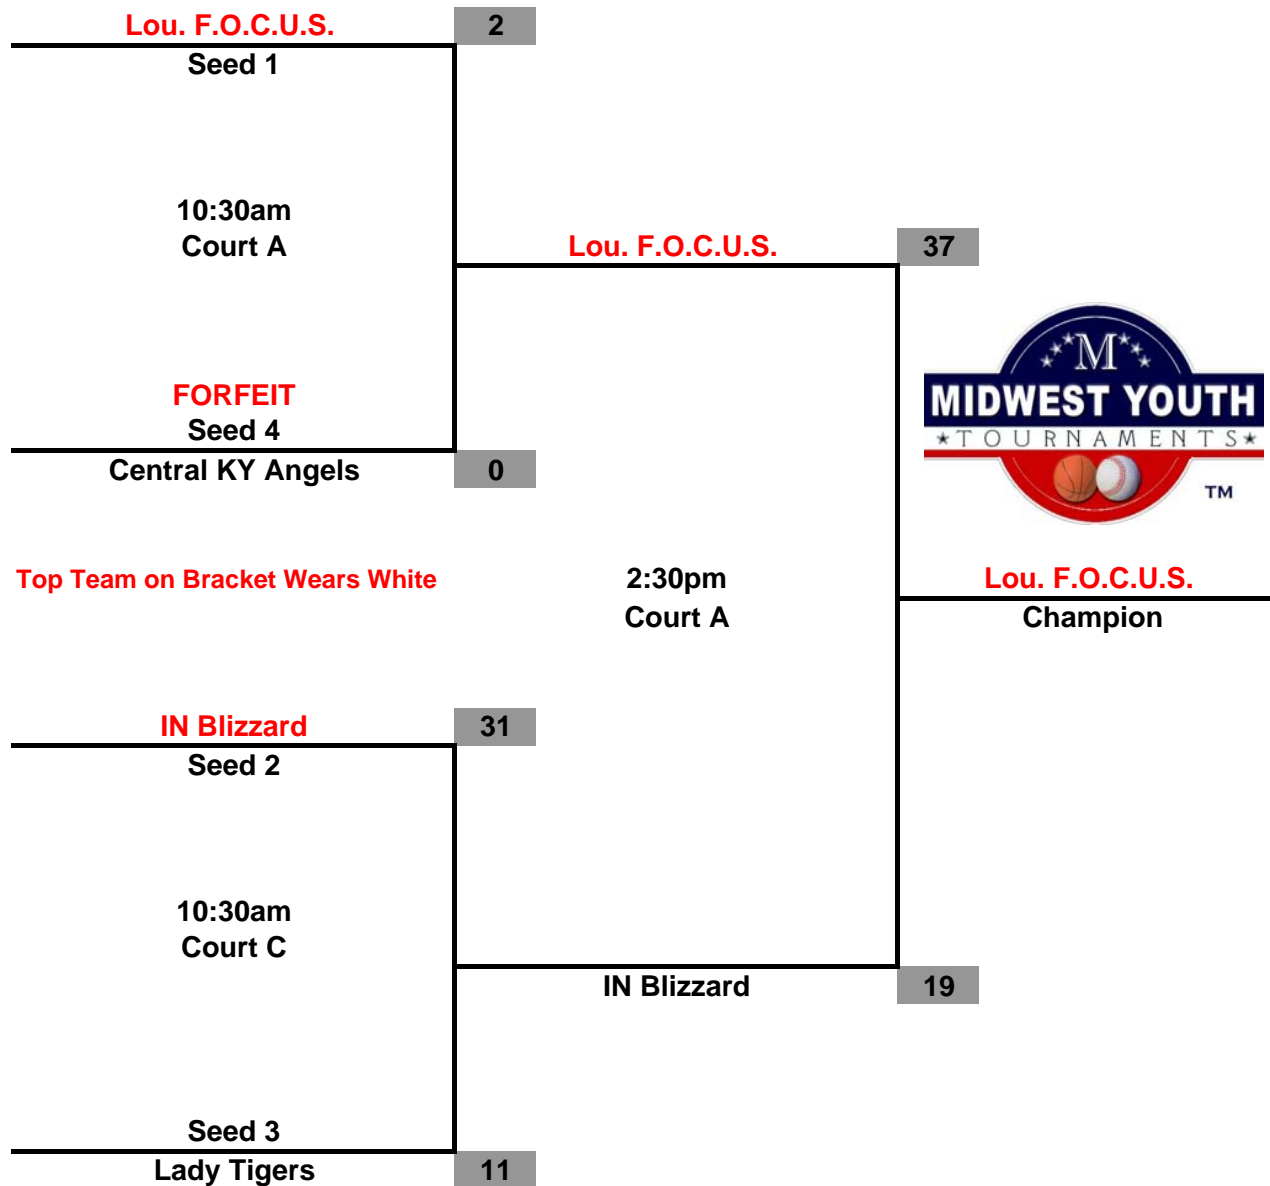 Lou. F.O.C.U.S. 2
Seed 1
10:30am
Court A
Lou. F.O.C.U.S. 37
FORFEIT
Seed 4
Central KY Angels 0
M
MIDWEST YOUTH
★TOURNAMENTS★
TM
Top Team on Bracket Wears White
2:30pm
Court A
Lou. F.O.C.U.S.
Champion
IN Blizzard 31
Seed 2
10:30am
Court C
IN Blizzard 19
Seed 3
Lady Tigers 11